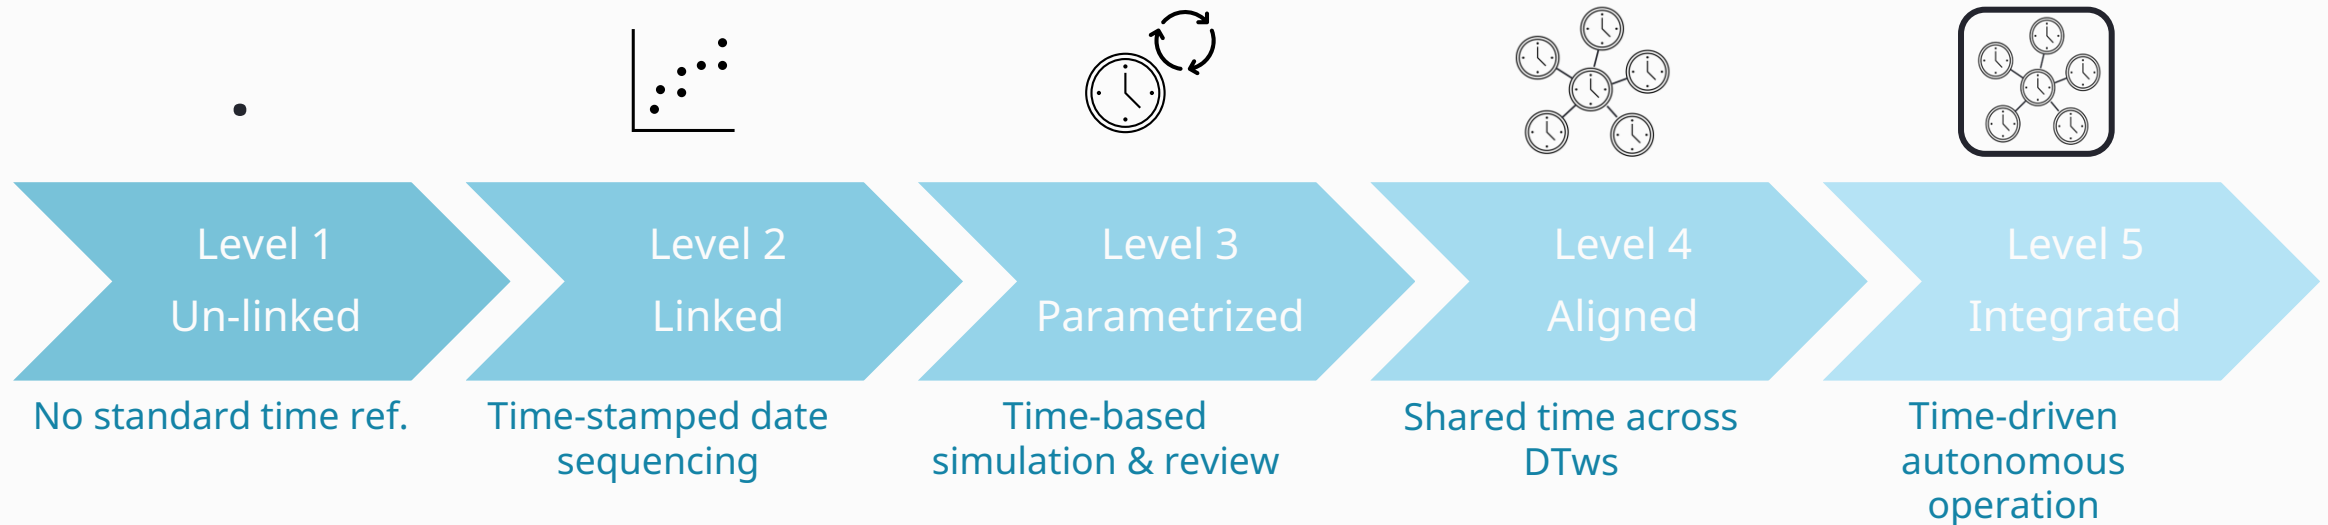 Level 1
Un-linked
Level 2
Linked
Level 3
Parametrized
Level 4
Aligned
Level 5
Integrated
No standard time ref.
Time-stamped date
sequencing
Time-based
simulation & review
Shared time across
DTws
Time-driven
autonomous
operation